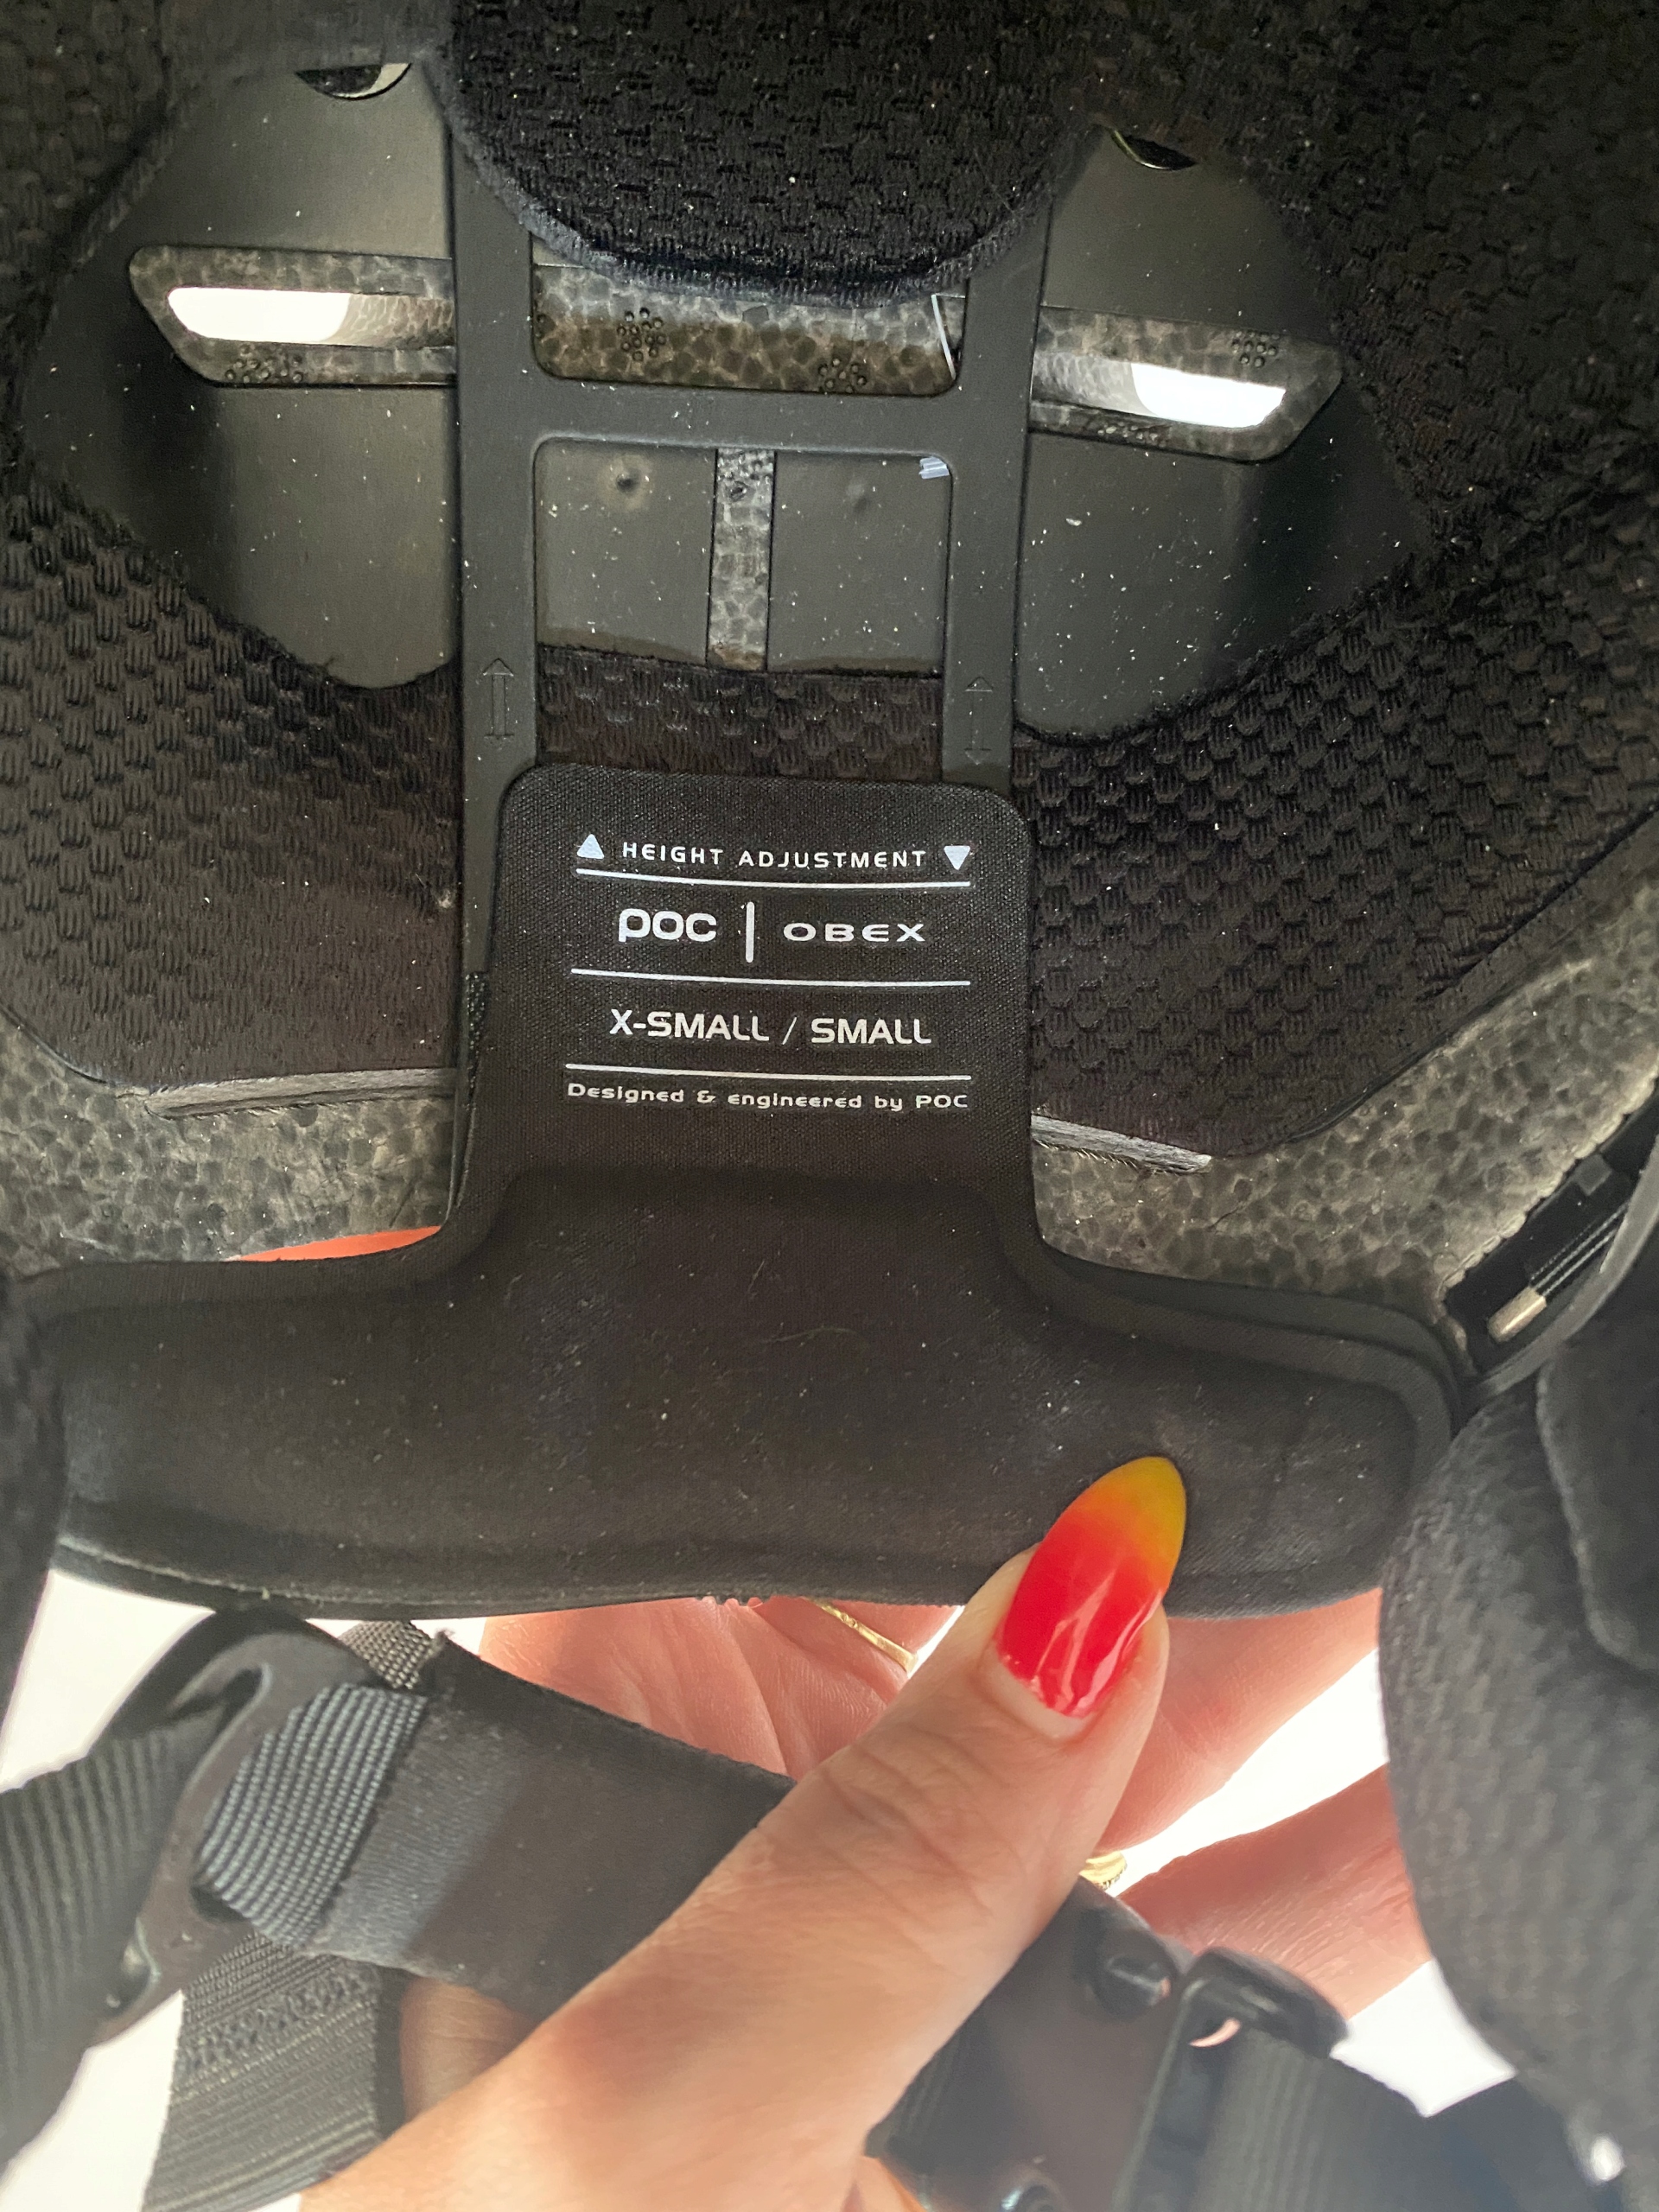 ▲ HEIGHT ADJUSTMENT ▼
POC | OBEX
X-SMALL / SMALL
Designed & engineered by POC